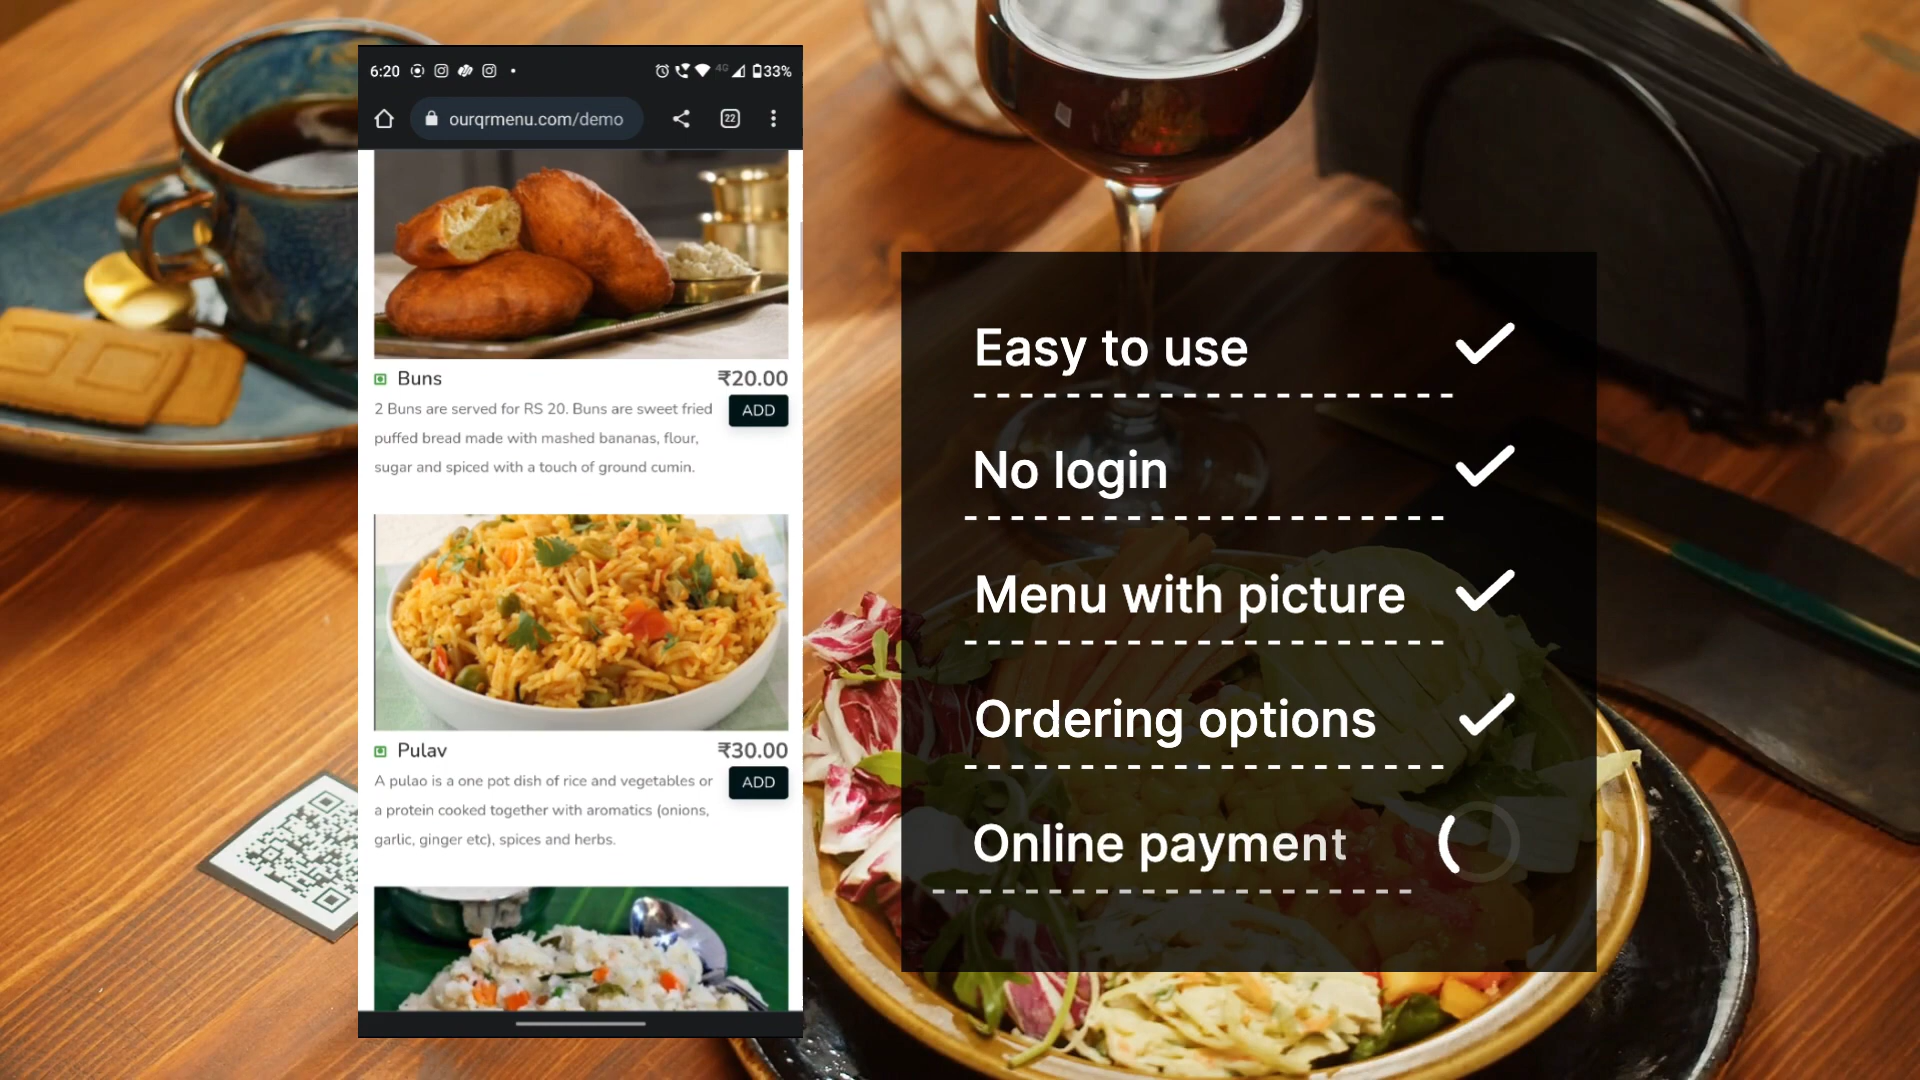 6:20
4G
33%
ourqrmenu.com/demo
22
Buns
₹20.00
2 Buns are served for RS 20. Buns are sweet fried
puffed bread made with mashed bananas, flour,
sugar and spiced with a touch of ground cumin.
ADD
Pulav
₹30.00
A pulao is a one pot dish of rice and vegetables or
a protein cooked together with aromatics (onions,
garlic, ginger etc), spices and herbs.
ADD
Easy to use
No login
Menu with picture
Ordering options
Online payment